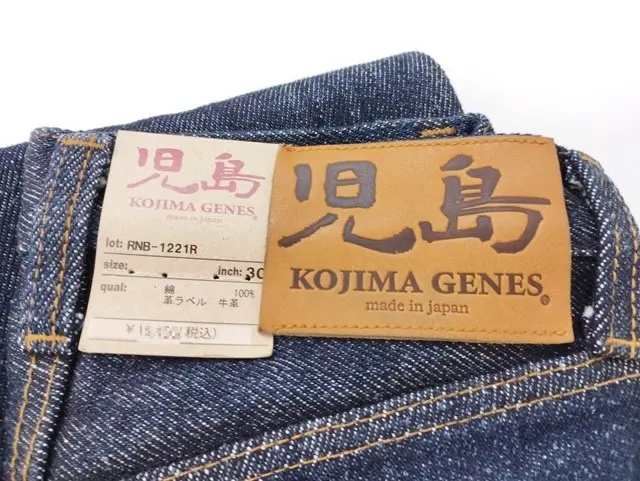 児島
KOJIMA GENES
made in japan
lot: RNB-1221R
size:
inch: 30
qual: 綿 100%
革ラベル 牛革
(税込)
児島
KOJIMA GENES
made in japan